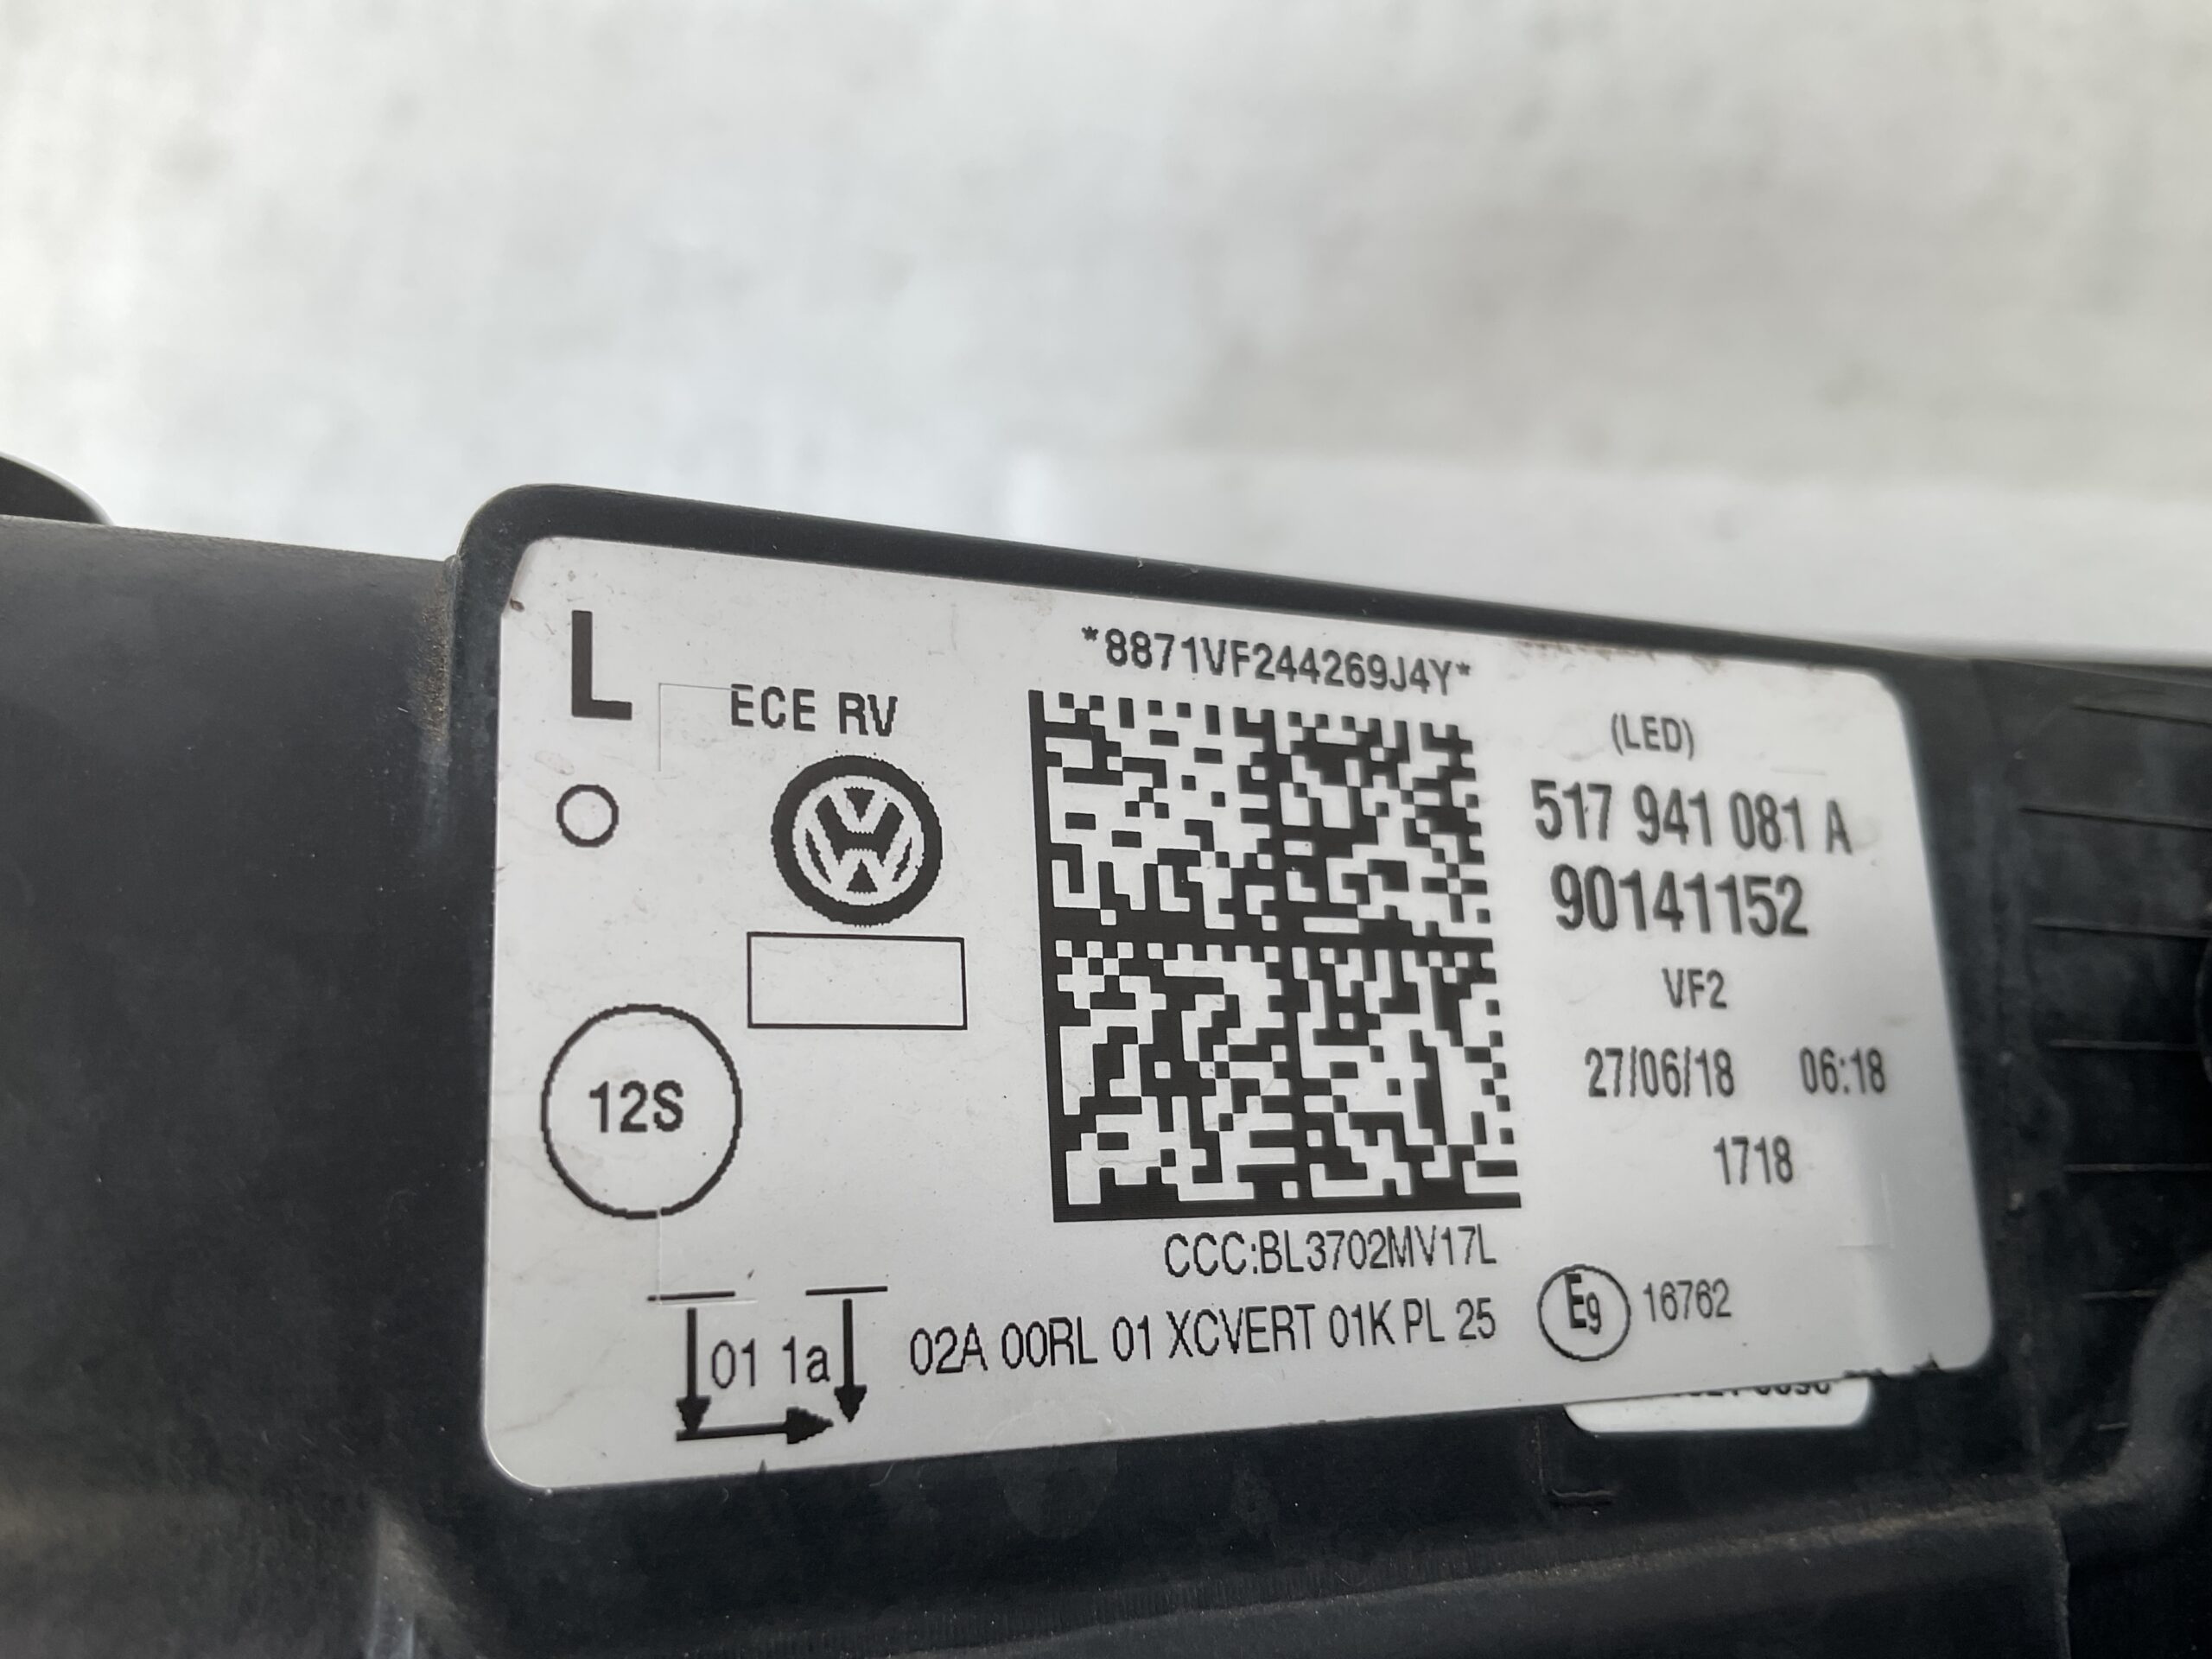 L
ECE RV
12S
01 1a
*8871VF244269J4Y*
CCC:BL3702MV17L
02A 00RL 01 XCVERT 01K PL 25
(LED)
517 941 081 A
90141152
VF2
27/06/18 06:18
1718
E9 16762